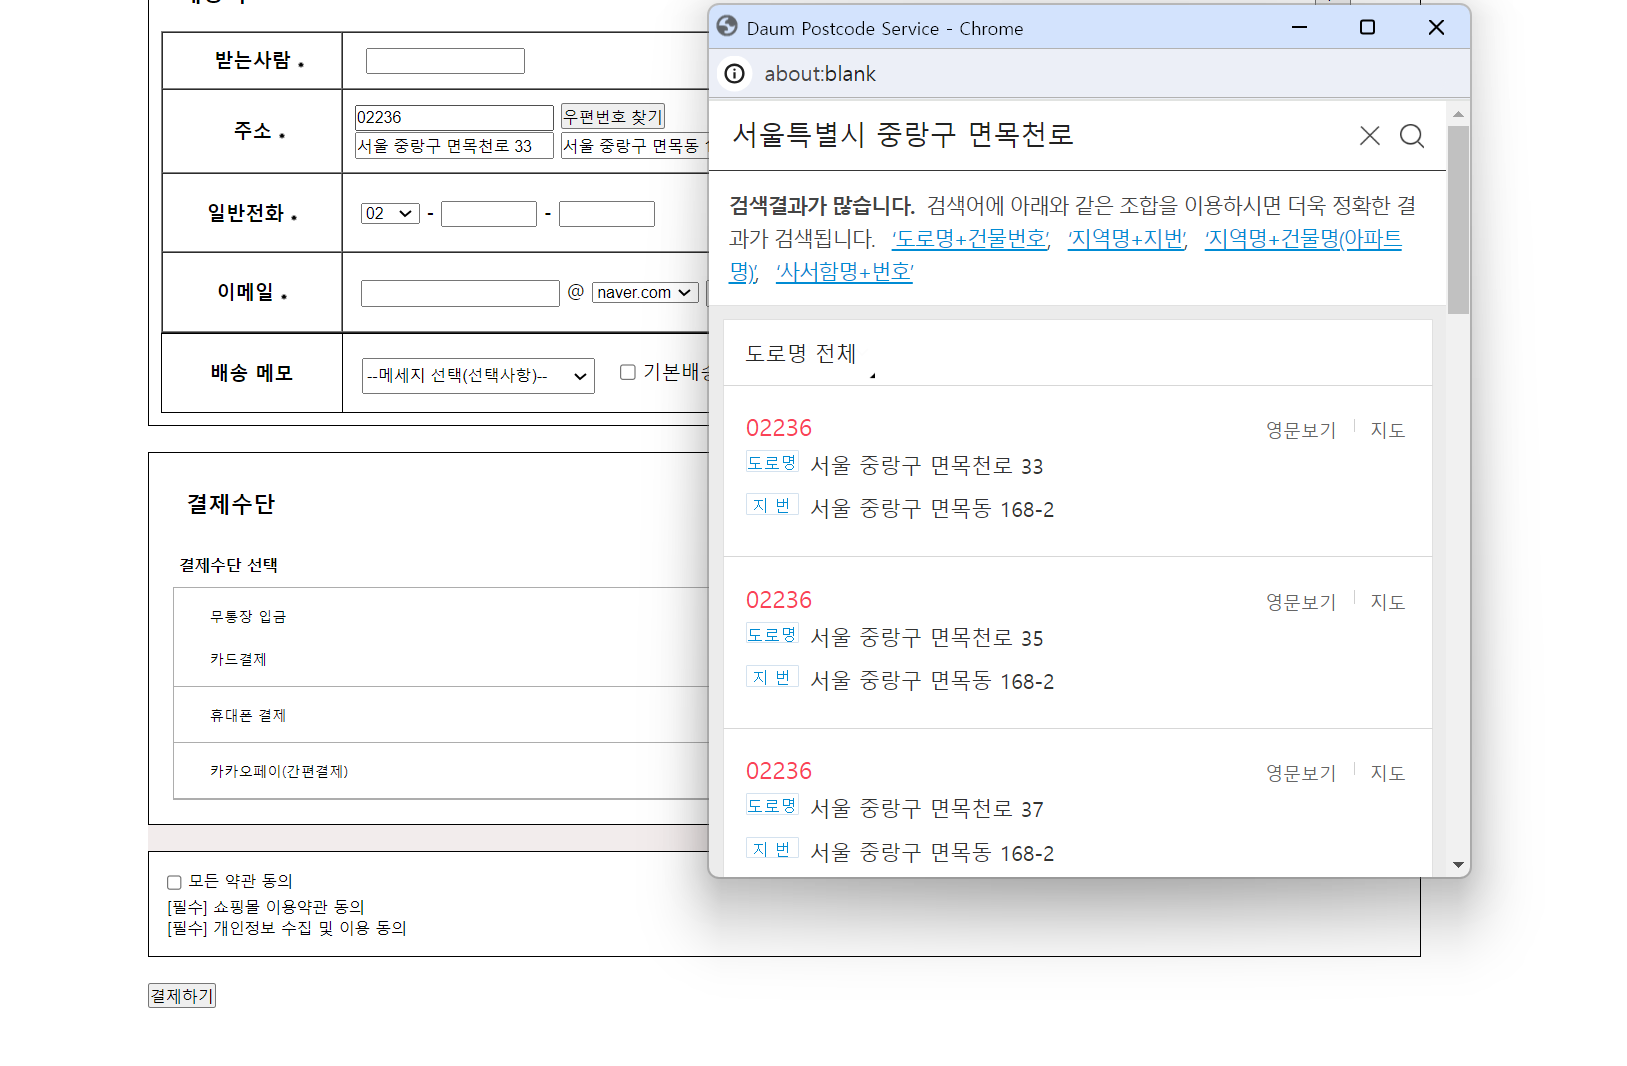 받는사람 •
주소 •
02236
우편번호 찾기
서울 중랑구 면목천로 33
서울 중랑구 면목동 1
일반전화 •
02
-
-
이메일 •
@
naver.com
배송 메모
--메세지 선택(선택사항)--
기본배송
결제수단
결제수단 선택
무통장 입금
카드결제
휴대폰 결제
카카오페이(간편결제)
모든 약관 동의
[필수] 쇼핑몰 이용약관 동의
[필수] 개인정보 수집 및 이용 동의
결제하기
Daum Postcode Service - Chrome
about:blank
서울특별시 중랑구 면목천로
검색결과가 많습니다. 검색어에 아래와 같은 조합을 이용하시면 더욱 정확한 결
과가 검색됩니다. ‘도로명+건물번호’, ‘지역명+지번’, ‘지역명+건물명(아파트
명)’, ‘사서함명+번호’
도로명 전체
02236
영문보기
지도
도로명 서울 중랑구 면목천로 33
지 번 서울 중랑구 면목동 168-2
02236
영문보기
지도
도로명 서울 중랑구 면목천로 35
지 번 서울 중랑구 면목동 168-2
02236
영문보기
지도
도로명 서울 중랑구 면목천로 37
지 번 서울 중랑구 면목동 168-2